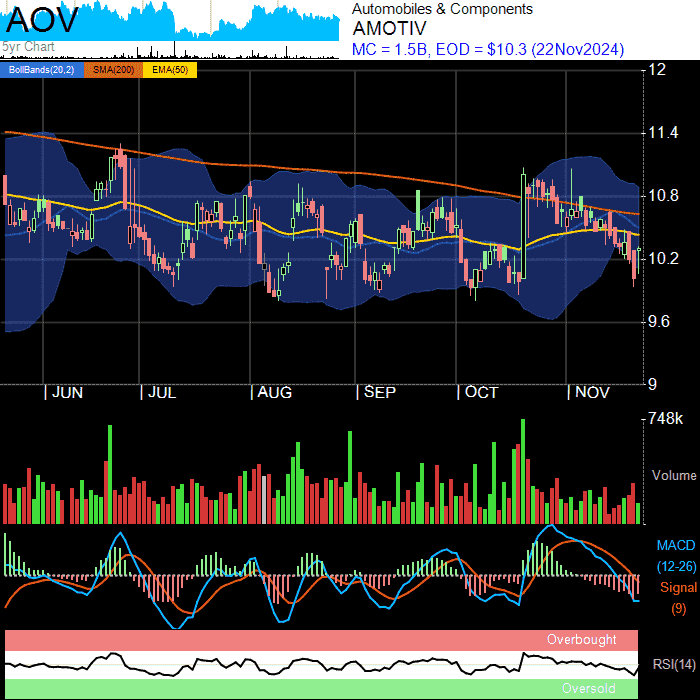 AOV
5yr Chart
Automobiles & Components
AMOTIV
MC = 1.5B, EOD = $10.3 (22Nov2024)
BollBands(20,2) SMA(200) EMA(50)
12
11.4
10.8
10.2
9.6
9
JUN JUL AUG SEP OCT NOV
748k
Volume
MACD
(12-26)
Signal
(9)
Overbought
RSI(14)
Oversold